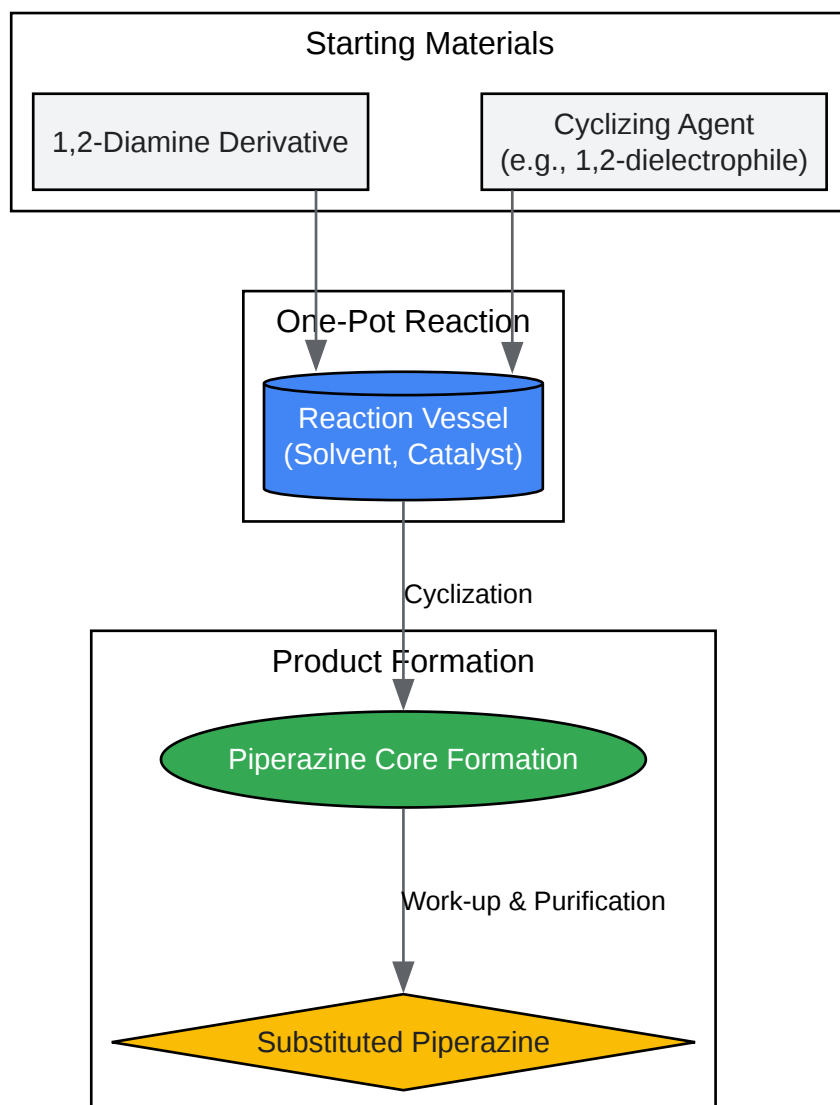 Starting Materials
1,2-Diamine Derivative
Cyclizing Agent
(e.g., 1,2-dielectrophile)
One-Pot Reaction
Reaction Vessel
(Solvent, Catalyst)
Cyclization
Product Formation
Piperazine Core Formation
Work-up & Purification
Substituted Piperazine